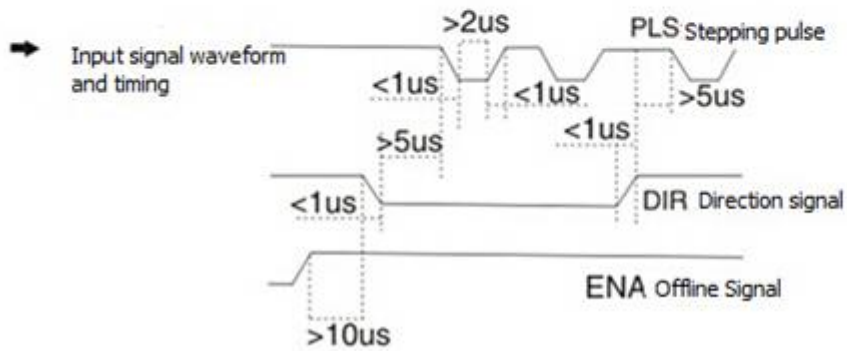 >2us
PLS Stepping pulse
Input signal waveform
and timing
<1us
<1us
>5us
>5us
<1us
<1us
DIR Direction signal
ENA Offline Signal
>10us